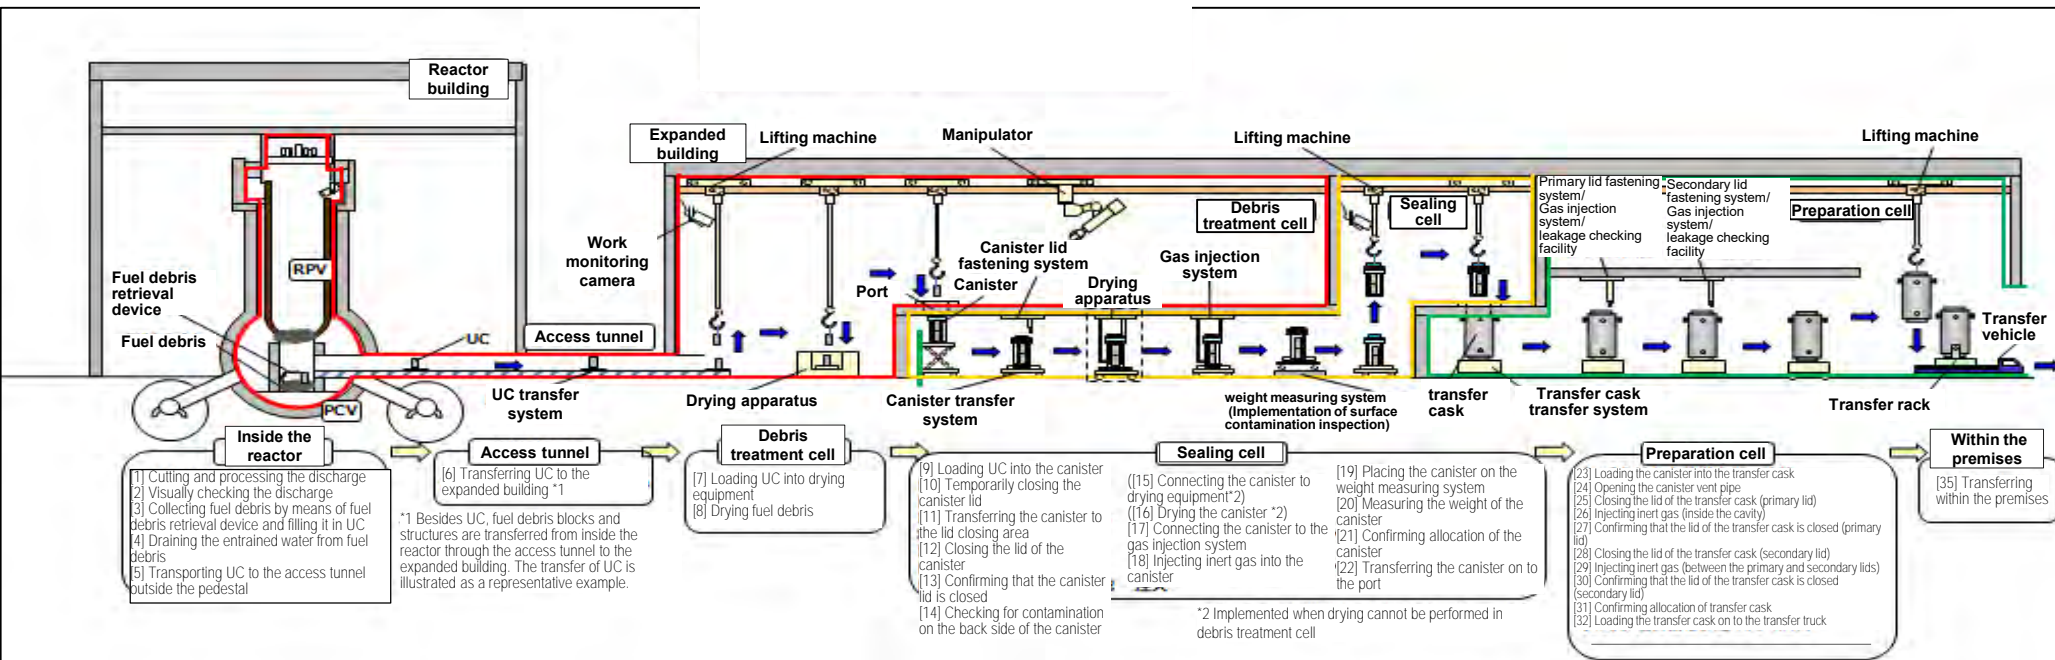 Reactor
building
Expanded
building
Lifting machine
Manipulator
Lifting machine
Lifting machine
Primary lid fastening
system/
Gas injection
system/
leakage checking
facility
Secondary lid
fastening system/
Gas injection
system/
leakage checking
facility
Debris
treatment cell
Sealing
cell
Preparation cell
Work
monitoring
camera
Canister lid
fastening system
Gas injection
system
RPV
Fuel debris
retrieval
device
Port
Canister
Drying
apparatus
Fuel debris
UC
Access tunnel
Transfer
vehicle
PCV
UC transfer
system
Drying apparatus
Canister transfer
system
weight measuring system
(Implementation of surface
contamination inspection)
transfer
cask
Transfer cask
transfer system
Transfer rack
Inside the
reactor
[1] Cutting and processing the discharge
[2] Visually checking the discharge
[3] Collecting fuel debris by means of fuel
debris retrieval device and filling it in UC
[4] Draining the entrained water from fuel
debris
[5] Transporting UC to the access tunnel
outside the pedestal
Access tunnel
[6] Transferring UC to the
expanded building *1
*1 Besides UC, fuel debris blocks and
structures are transferred from inside the
reactor through the access tunnel to the
expanded building. The transfer of UC is
illustrated as a representative example.
Debris
treatment cell
[7] Loading UC into drying
equipment
[8] Drying fuel debris
Sealing cell
[9] Loading UC into the canister
[10] Temporarily closing the
canister lid
[11] Transferring the canister to
the lid closing area
[12] Closing the lid of the
canister
[13] Confirming that the canister
lid is closed
[14] Checking for contamination
on the back side of the canister
([15] Connecting the canister to
drying equipment*2)
([16] Drying the canister *2)
[17] Connecting the canister to the
gas injection system
[18] Injecting inert gas into the
canister
[19] Placing the canister on the
weight measuring system
[20] Measuring the weight of the
canister
[21] Confirming allocation of the
canister
[22] Transferring the canister on to
the port
*2 Implemented when drying cannot be performed in
debris treatment cell
Preparation cell
[23] Loading the canister into the transfer cask
[24] Opening the canister vent pipe
[25] Closing the lid of the transfer cask (primary lid)
[26] Injecting inert gas (inside the cavity)
[27] Confirming that the lid of the transfer cask is closed (primary
lid)
[28] Closing the lid of the transfer cask (secondary lid)
[29] Injecting inert gas (between the primary and secondary lids)
[30] Confirming that the lid of the transfer cask is closed
(secondary lid)
[31] Confirming allocation of transfer cask
[32] Loading the transfer cask on to the transfer truck
Within the
premises
[35] Transferring
within the premises